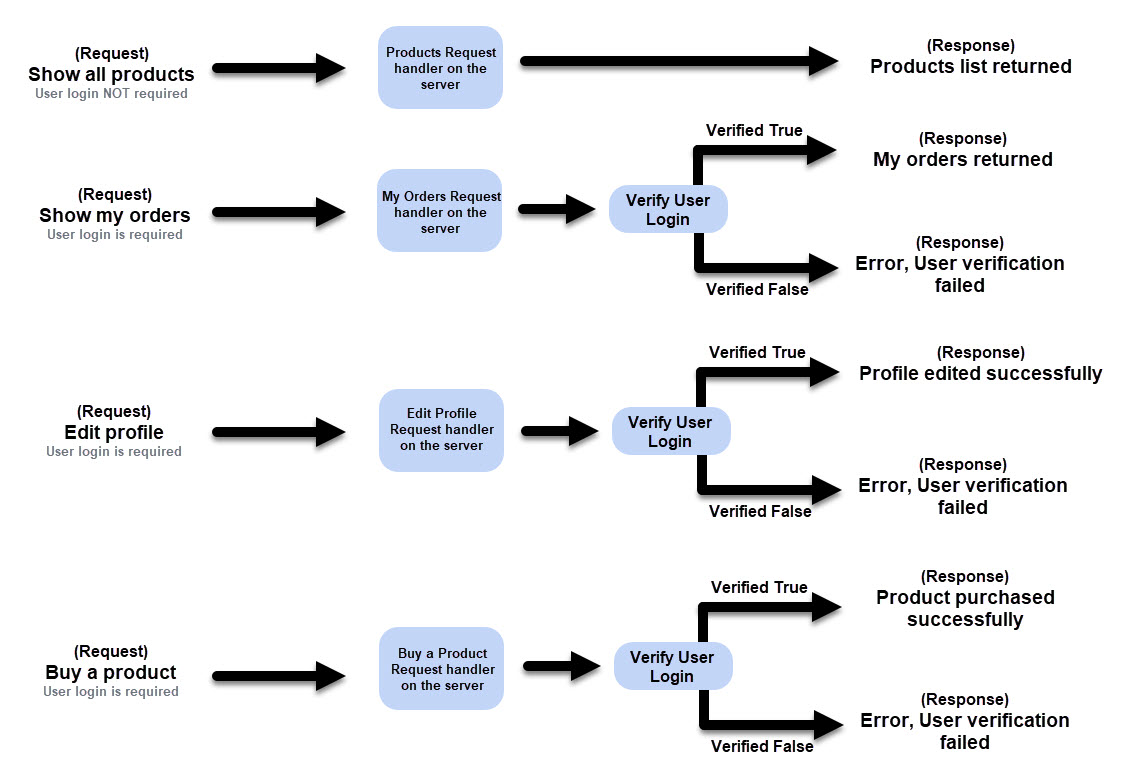 (Request)
Show all products
User login NOT required
Products Request
handler on the
server
(Response)
Products list returned
(Request)
Show my orders
User login is required
My Orders Request
handler on the
server
Verify User
Login
Verified True
(Response)
My orders returned
Verified False
(Response)
Error, User verification
failed
(Request)
Edit profile
User login is required
Edit Profile
Request handler
on the server
Verify User
Login
Verified True
(Response)
Profile edited successfully
Verified False
(Response)
Error, User verification
failed
(Request)
Buy a product
User login is required
Buy a Product
Request handler
on the server
Verify User
Login
Verified True
(Response)
Product purchased
successfully
Verified False
(Response)
Error, User verification
failed